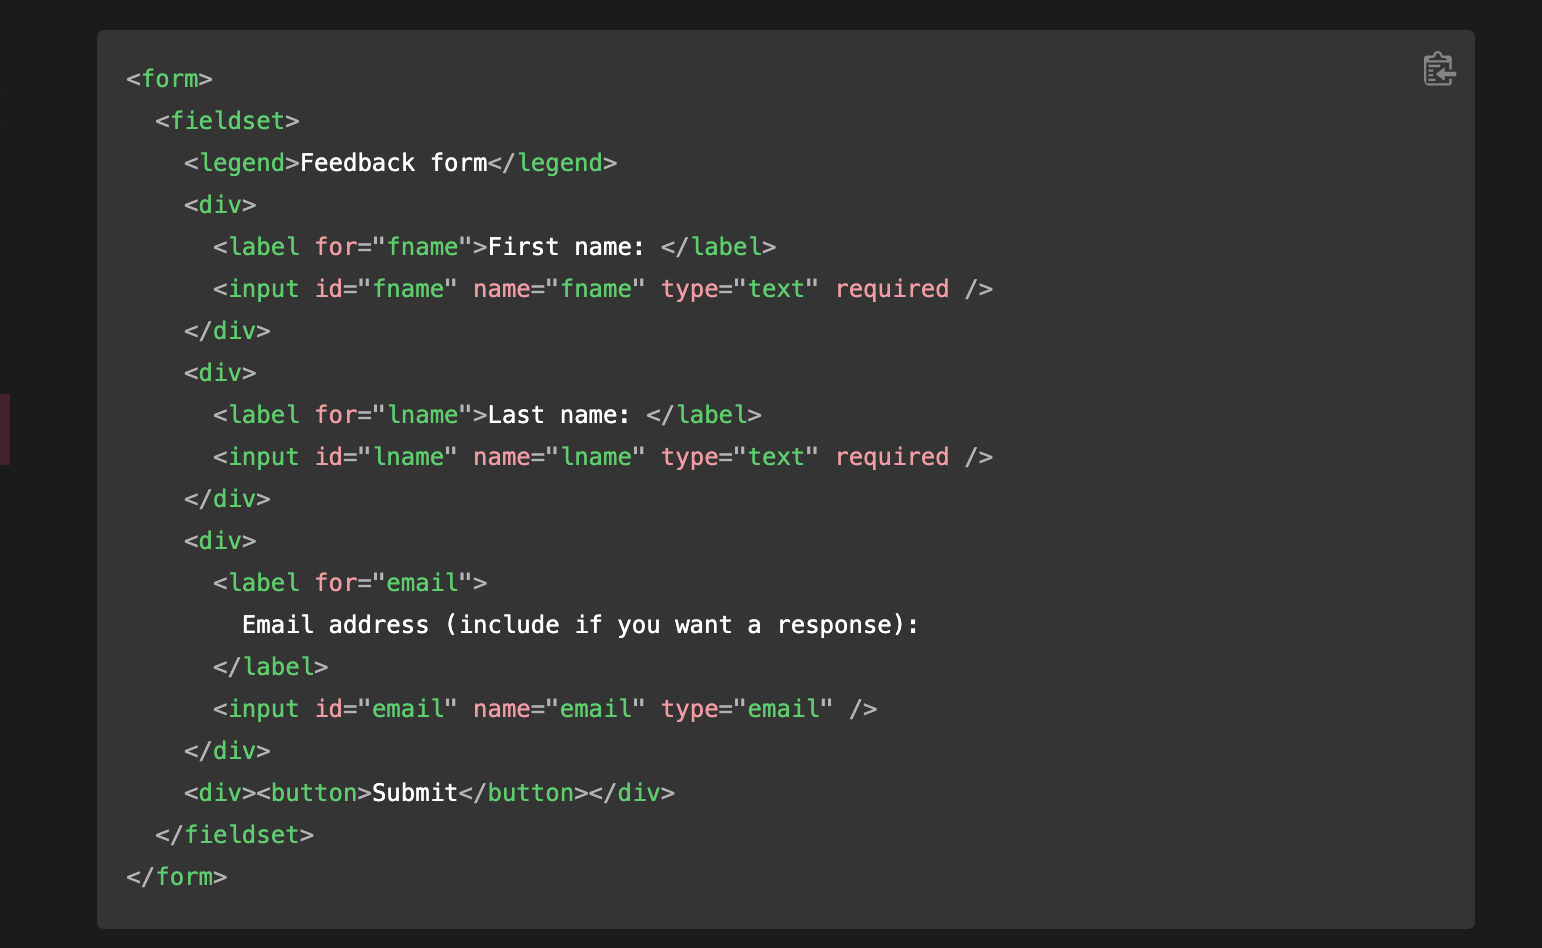 <form>
  <fieldset>
    <legend>Feedback form</legend>
    <div>
      <label for="fname">First name: </label>
      <input id="fname" name="fname" type="text" required />
    </div>
    <div>
      <label for="lname">Last name: </label>
      <input id="lname" name="lname" type="text" required />
    </div>
    <div>
      <label for="email">
        Email address (include if you want a response):
      </label>
      <input id="email" name="email" type="email" />
    </div>
    <div><button>Submit</button></div>
  </fieldset>
</form>